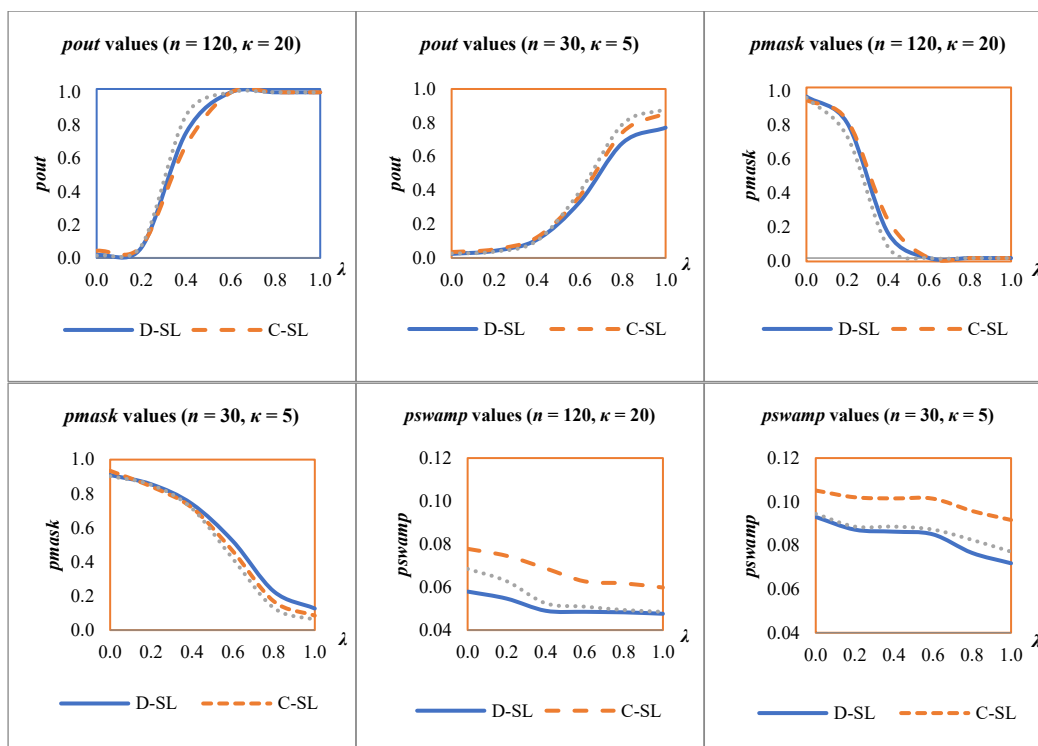 pout values (n = 120, κ = 20)
1.0
0.8
0.6
0.4
0.2
0.0
pout
0.0 0.2 0.4 0.6 0.8 1.0
λ
D-SL C-SL
pout values (n = 30, κ = 5)
1.0
0.8
0.6
0.4
0.2
0.0
pout
0.0 0.2 0.4 0.6 0.8 1.0
λ
D-SL C-SL
pmask values (n = 120, κ = 20)
1.0
0.8
0.6
0.4
0.2
0.0
pmask
0.0 0.2 0.4 0.6 0.8 1.0
λ
D-SL C-SL
pmask values (n = 30, κ = 5)
1.0
0.8
0.6
0.4
0.2
0.0
pmask
0.0 0.2 0.4 0.6 0.8 1.0
λ
D-SL C-SL
pswamp values (n = 120, κ = 20)
0.12
0.10
0.08
0.06
0.04
pswamp
0.0 0.2 0.4 0.6 0.8 1.0
λ
D-SL C-SL
pswamp values (n = 30, κ = 5)
0.12
0.10
0.08
0.06
0.04
pswamp
0.0 0.2 0.4 0.6 0.8 1.0
λ
D-SL C-SL